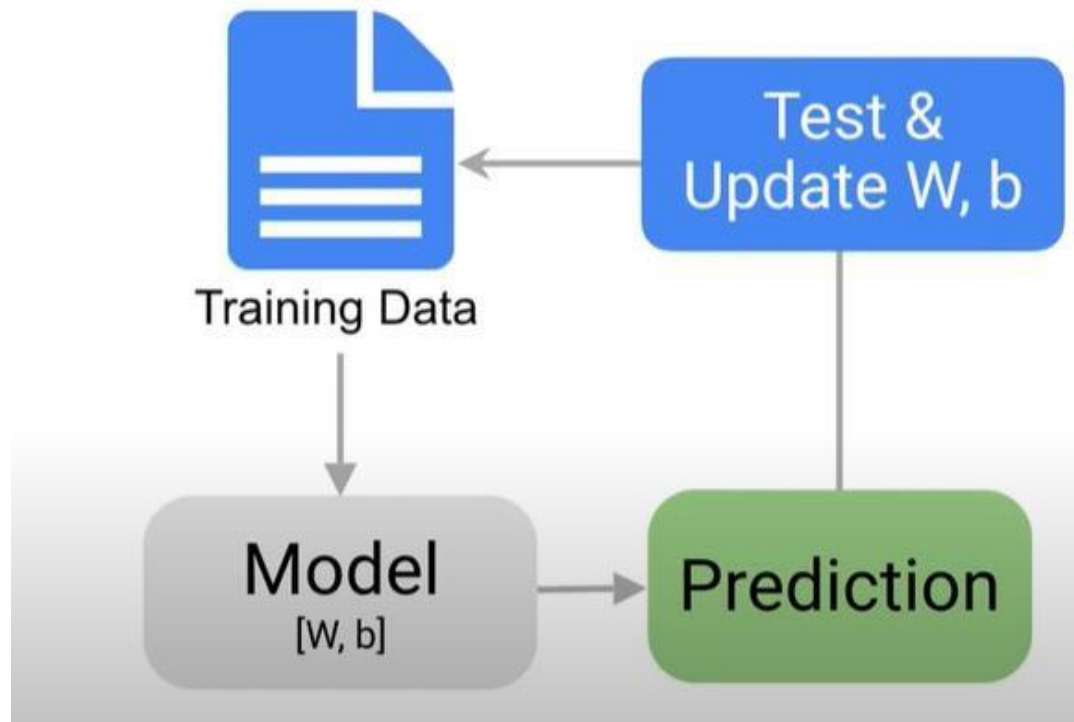 Test &
Update W, b
Training Data
Model
[W, b]
Prediction